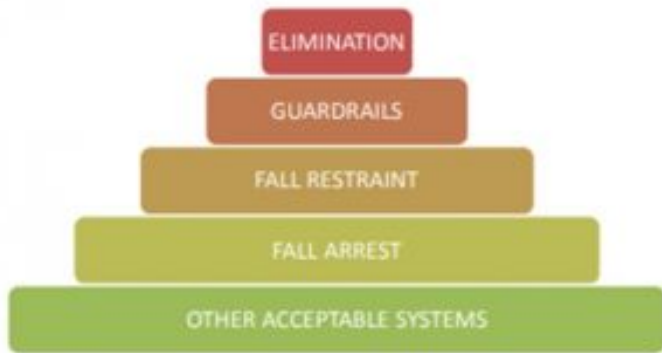 ELIMINATION
GUARDRAILS
FALL RESTRAINT
FALL ARREST
OTHER ACCEPTABLE SYSTEMS